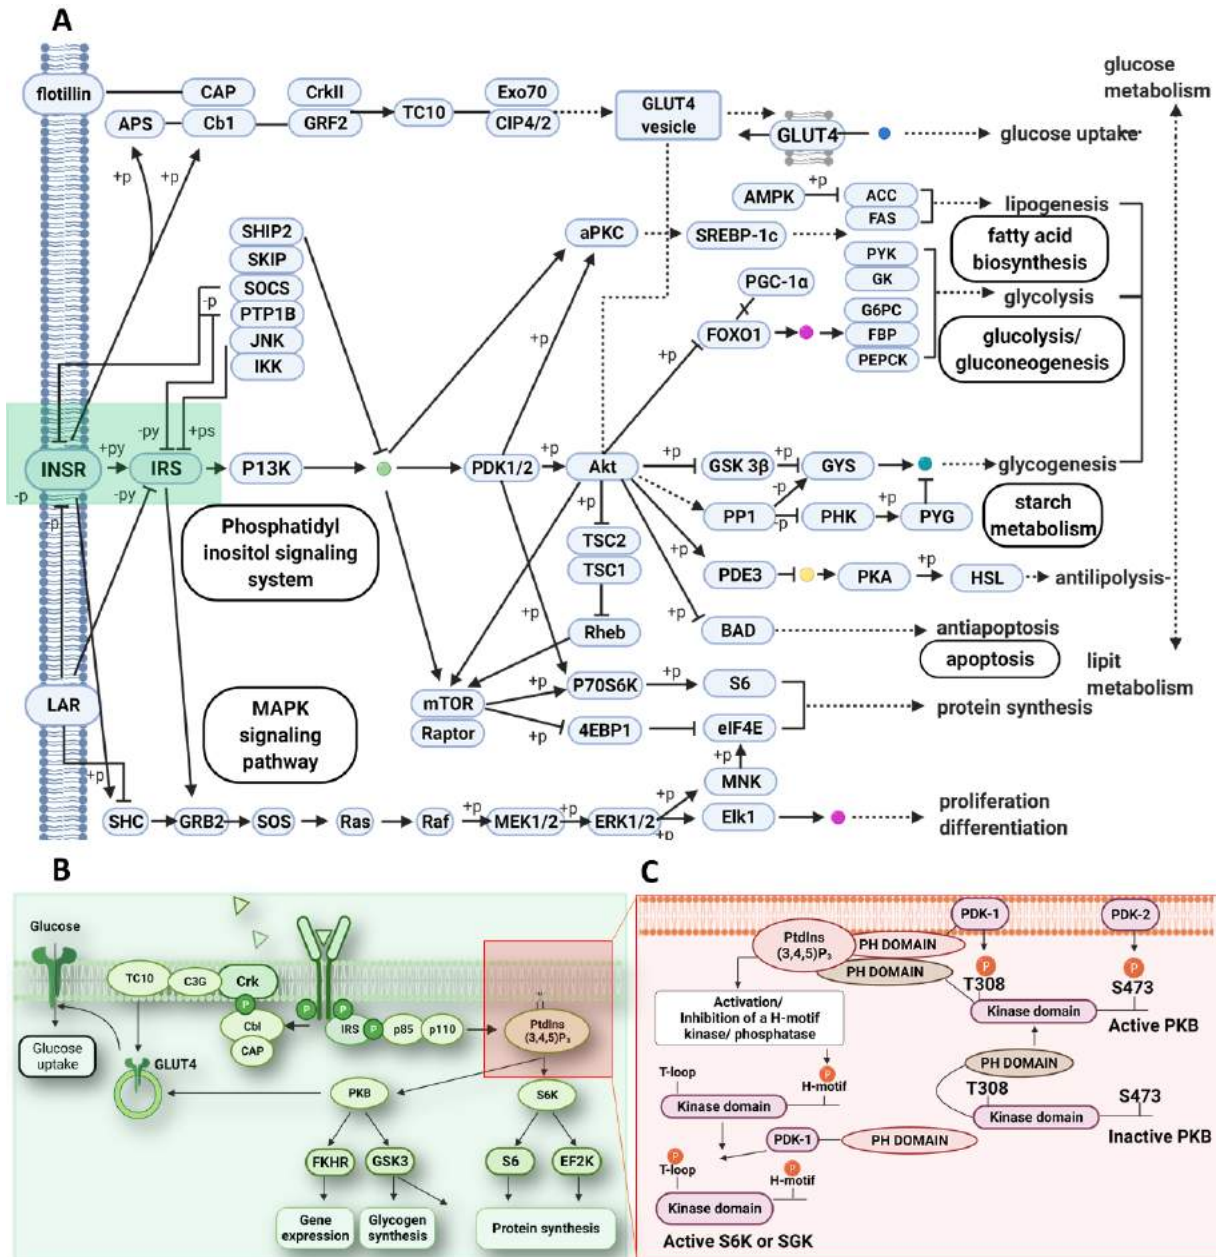 A
flotillin
CAP
CrkII
Exo70
APS
Cb1
GRF2
TC10
CIP4/2
GLUT4
vesicle
GLUT4
glucose uptake
glucose
metabolism
+p
+p
AMPK
+p
ACC
FAS
lipogenesis
fatty acid
biosynthesis
SHIP2
SKIP
SOCS
PTP1B
JNK
IKK
-p
aPKC
SREBP-1c
PYK
GK
glycolysis
PGC-1α
FOXO1
G6PC
FBP
PEPCK
glucolysis/
gluconeogenesis
+p
+p
INSR
+py
-py
+ps
IRS
-p
-py
-p
P13K
PDK1/2
+p
Akt
+p
GSK 3β
+p
GYS
glycogenesis
-p
PP1
-p
PHK
+p
PYG
starch
metabolism
Phosphatidyl
inositol signaling
system
+p
TSC2
TSC1
+p
PDE3
PKA
+p
HSL
antilipolysis
+p
Rheb
+p
BAD
antiapoptosis
apoptosis
lipit
metabolism
LAR
MAPK
signaling
pathway
mTOR
Raptor
+p
P70S6K
+p
S6
+p
4EBP1
eIF4E
protein synthesis
+p
MNK
+p
SHC
GRB2
SOS
Ras
Raf
+p
MEK1/2
+p
ERK1/2
+p
Elk1
proliferation
differentiation
B
Glucose
TC10
C3G
Crk
P
P
P
Cbl
CAP
IRS
P
p85
p110
PtdIns
(3,4,5)P₃
Glucose
uptake
GLUT4
PKB
S6K
FKHR
GSK3
S6
EF2K
Gene
expression
Glycogen
synthesis
Protein synthesis
C
PtdIns
(3,4,5)P₃
PH DOMAIN
PH DOMAIN
PDK-1
PDK-2
P
P
T308
S473
Kinase domain
Active PKB
Activation/
Inhibition of a H-motif
kinase/ phosphatase
PH DOMAIN
T308
S473
Kinase domain
Inactive PKB
T-loop
P
H-motif
Kinase domain
PDK-1
PH DOMAIN
P
T-loop
P
H-motif
Kinase domain
Active S6K or SGK